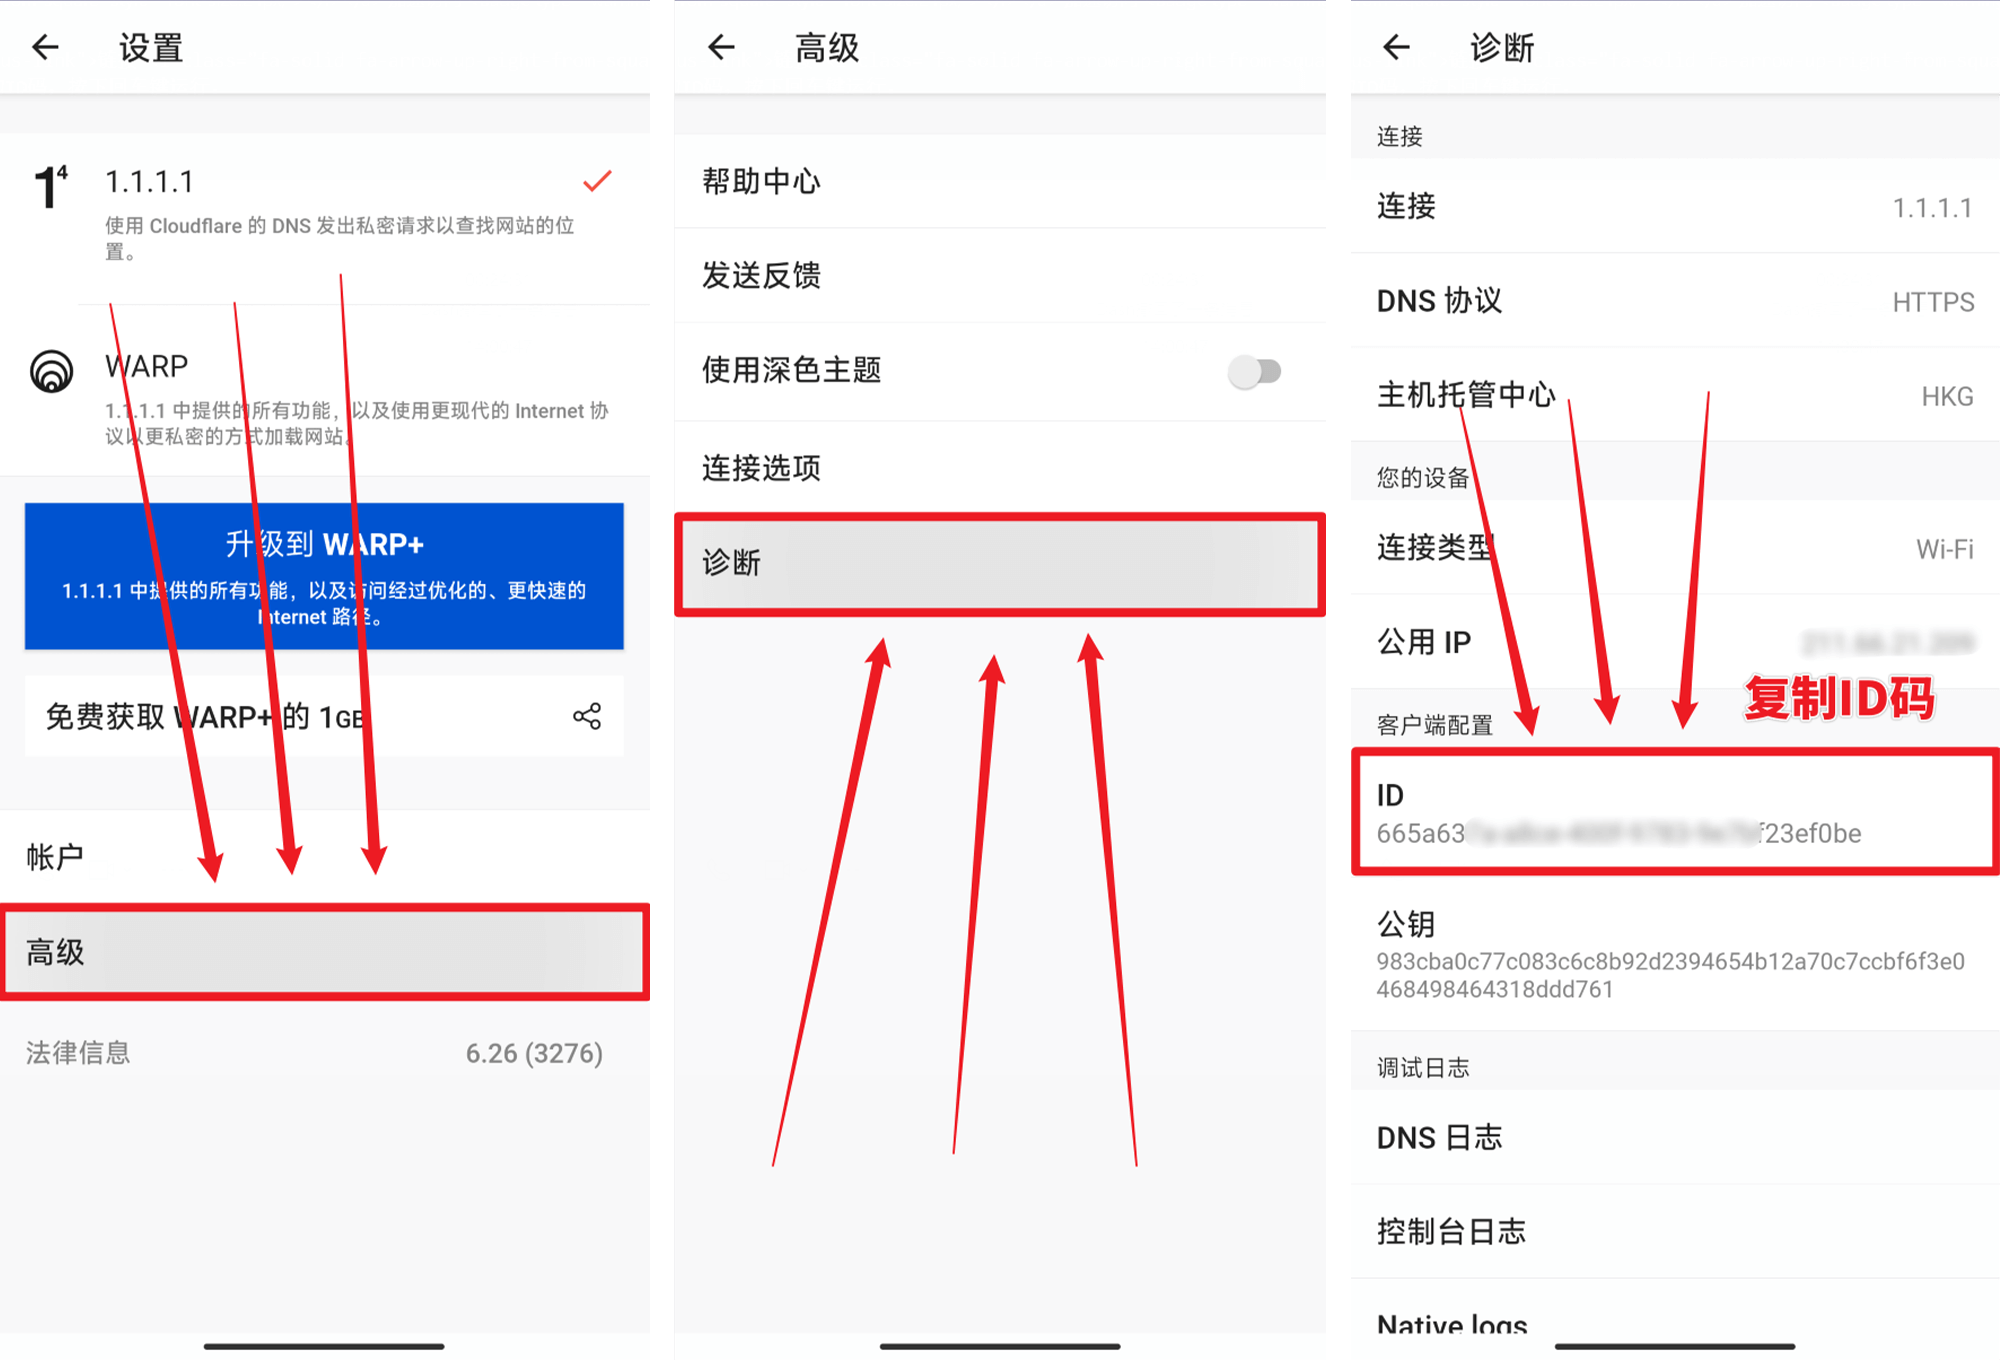 设置
1⁴
1.1.1.1
使用 Cloudflare 的 DNS 发出私密请求以查找网站的位
置。
WARP
1.1.1.1 中提供的所有功能，以及使用更现代的 Internet 协
议以更私密的方式加载网站。
升级到 WARP+
1.1.1.1 中提供的所有功能，以及访问经过优化的、更快速的
Internet 路径。
免费获取 WARP+ 的 1GB
帐户
高级
法律信息 6.26 (3276)
高级
帮助中心
发送反馈
使用深色主题
连接选项
诊断
诊断
连接
连接 1.1.1.1
DNS 协议 HTTPS
主机托管中心 HKG
您的设备
连接类型 Wi-Fi
公用 IP
复制ID码
客户端配置
ID
665a63 f23ef0be
公钥
983cba0c77c083c6c8b92d2394654b12a70c7ccbf6f3e0
468498464318ddd761
调试日志
DNS 日志
控制台日志
Native logs